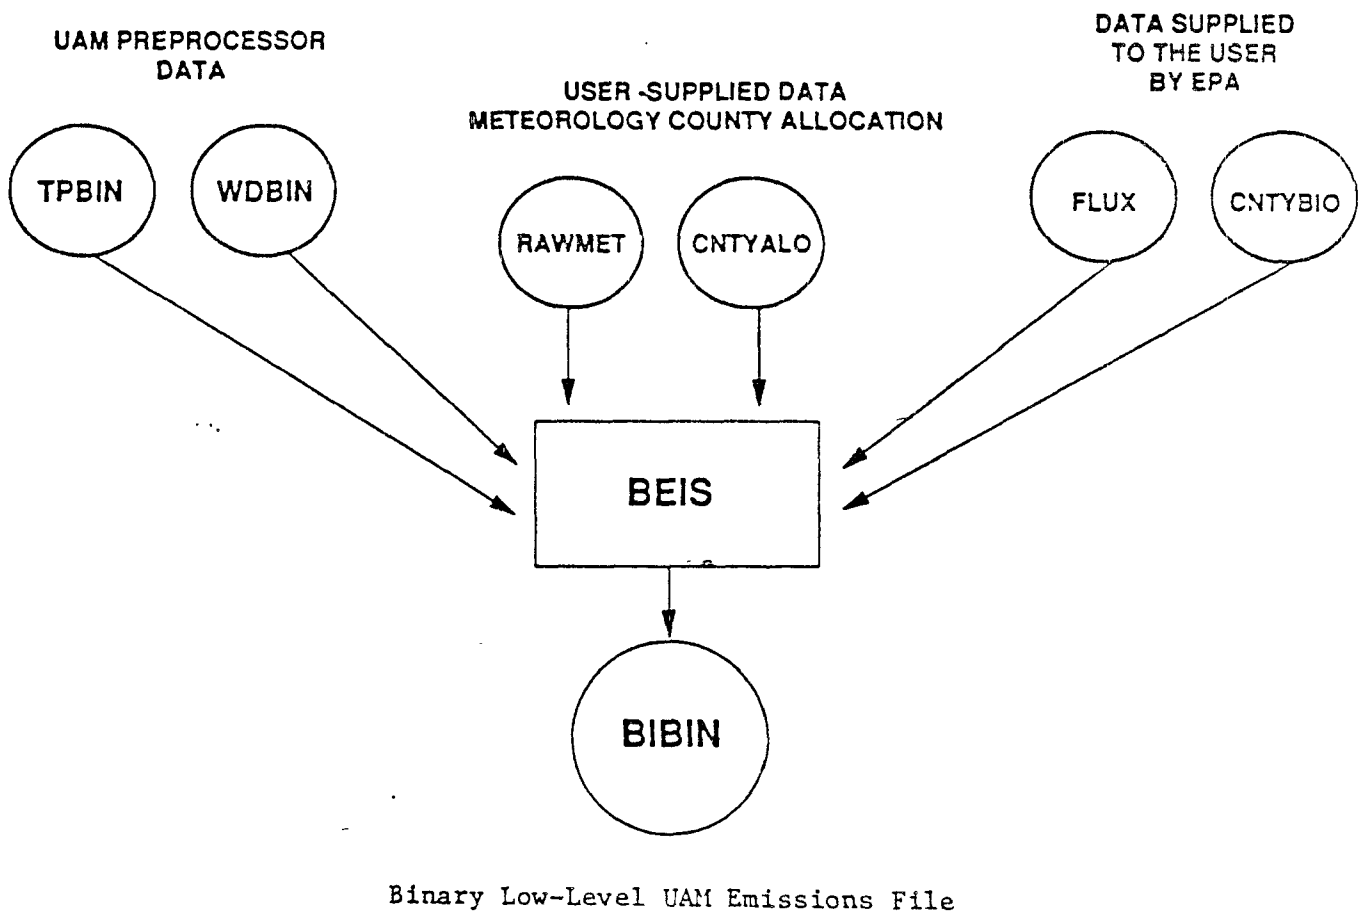 UAM PREPROCESSOR
DATA
TPBIN
WDBIN
USER-SUPPLIED DATA
METEOROLOGY COUNTY ALLOCATION
RAWMET
CNTYALO
DATA SUPPLIED
TO THE USER
BY EPA
FLUX
CNTYBIO
BEIS
BIBIN
Binary Low-Level UAM Emissions File